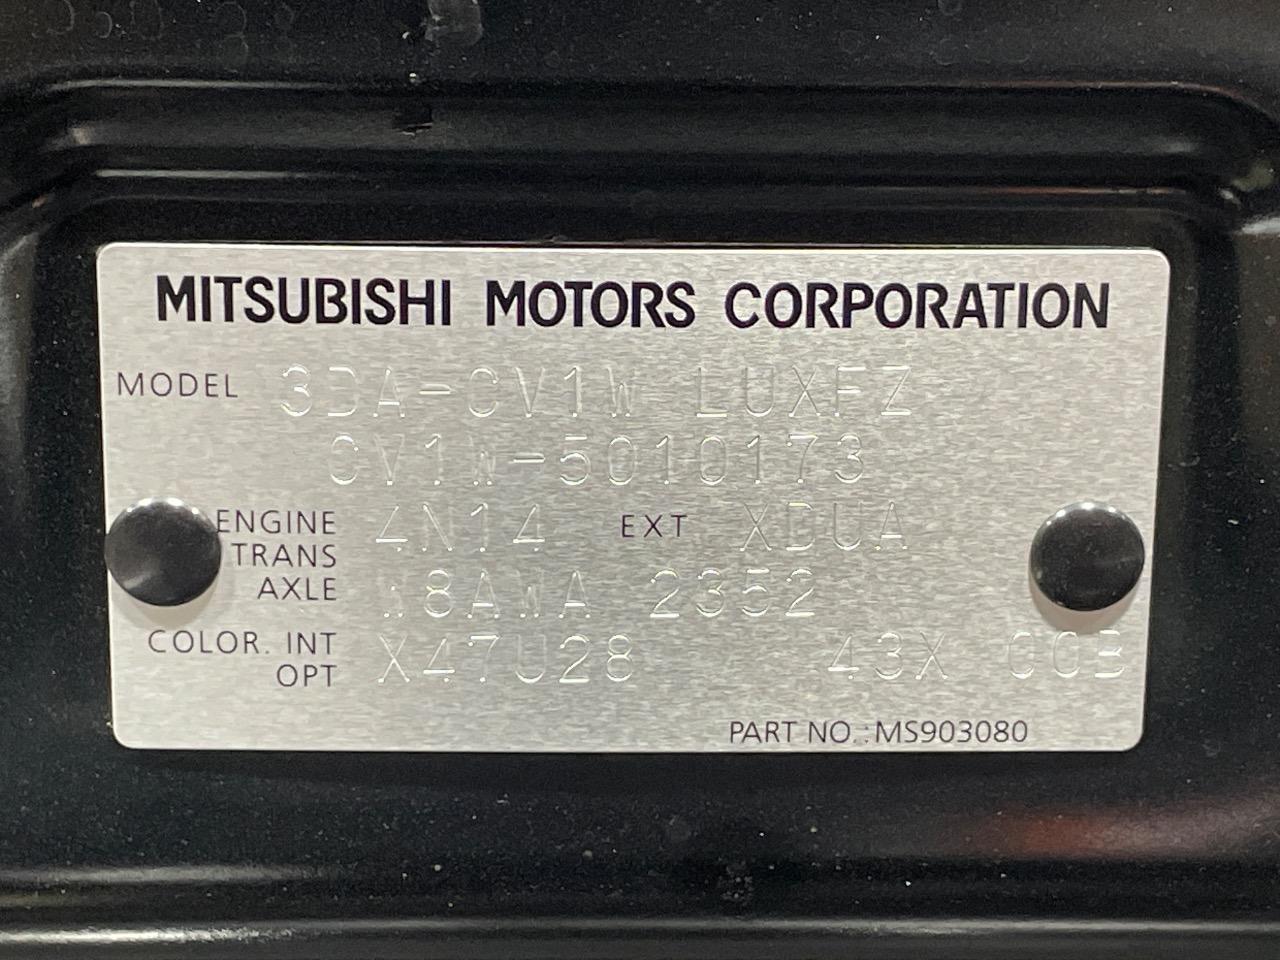 MITSUBISHI MOTORS CORPORATION
MODEL 3DA-CV1W LUXFZ
CV1W-5010173
ENGINE 4N14 EXT XDUA
TRANS
AXLE W8AWA 2352
COLOR. INT
OPT X47U28 43X 00B
PART NO.:MS903080